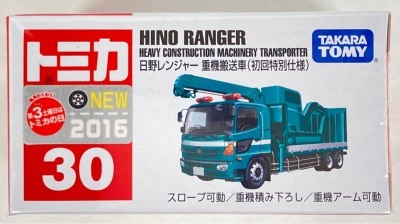 トミカ
HINO RANGER
HEAVY CONSTRUCTION MACHINERY TRANSPORTER
日野レンジャー 重機搬送車(初回特別仕様)
TAKARA
TOMY
第3土曜日は
トミカの日
NEW
2016
30
スロープ可動/重機積み下ろし/重機アーム可動